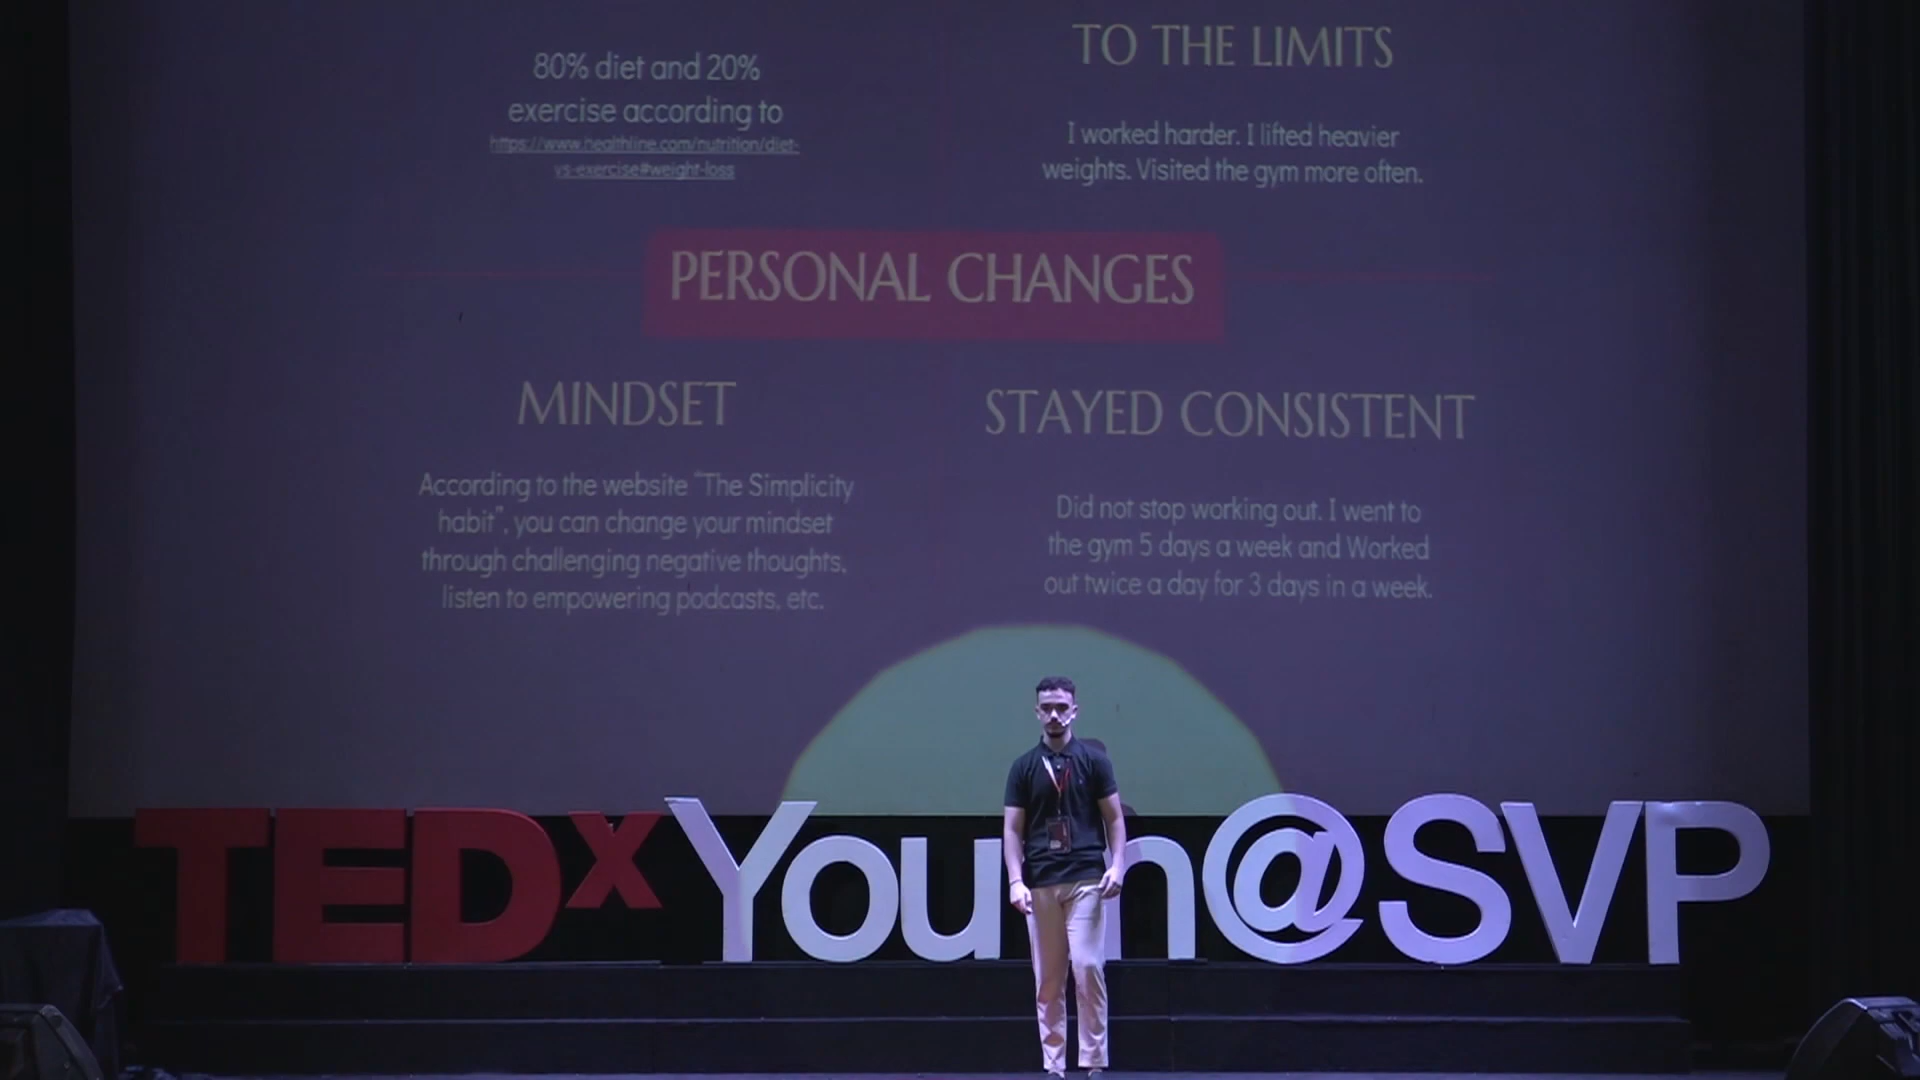 80% diet and 20%
exercise according to
https://www.healthline.com/nutrition/diet-
vs-exercise#weight-loss
TO THE LIMITS
I worked harder. I lifted heavier
weights. Visited the gym more often.
PERSONAL CHANGES
MINDSET
According to the website "The Simplicity
habit", you can change your mindset
through challenging negative thoughts,
listen to empowering podcasts, etc.
STAYED CONSISTENT
Did not stop working out. I went to
the gym 5 days a week and Worked
out twice a day for 3 days in a week.
TEDxYouth@SVP